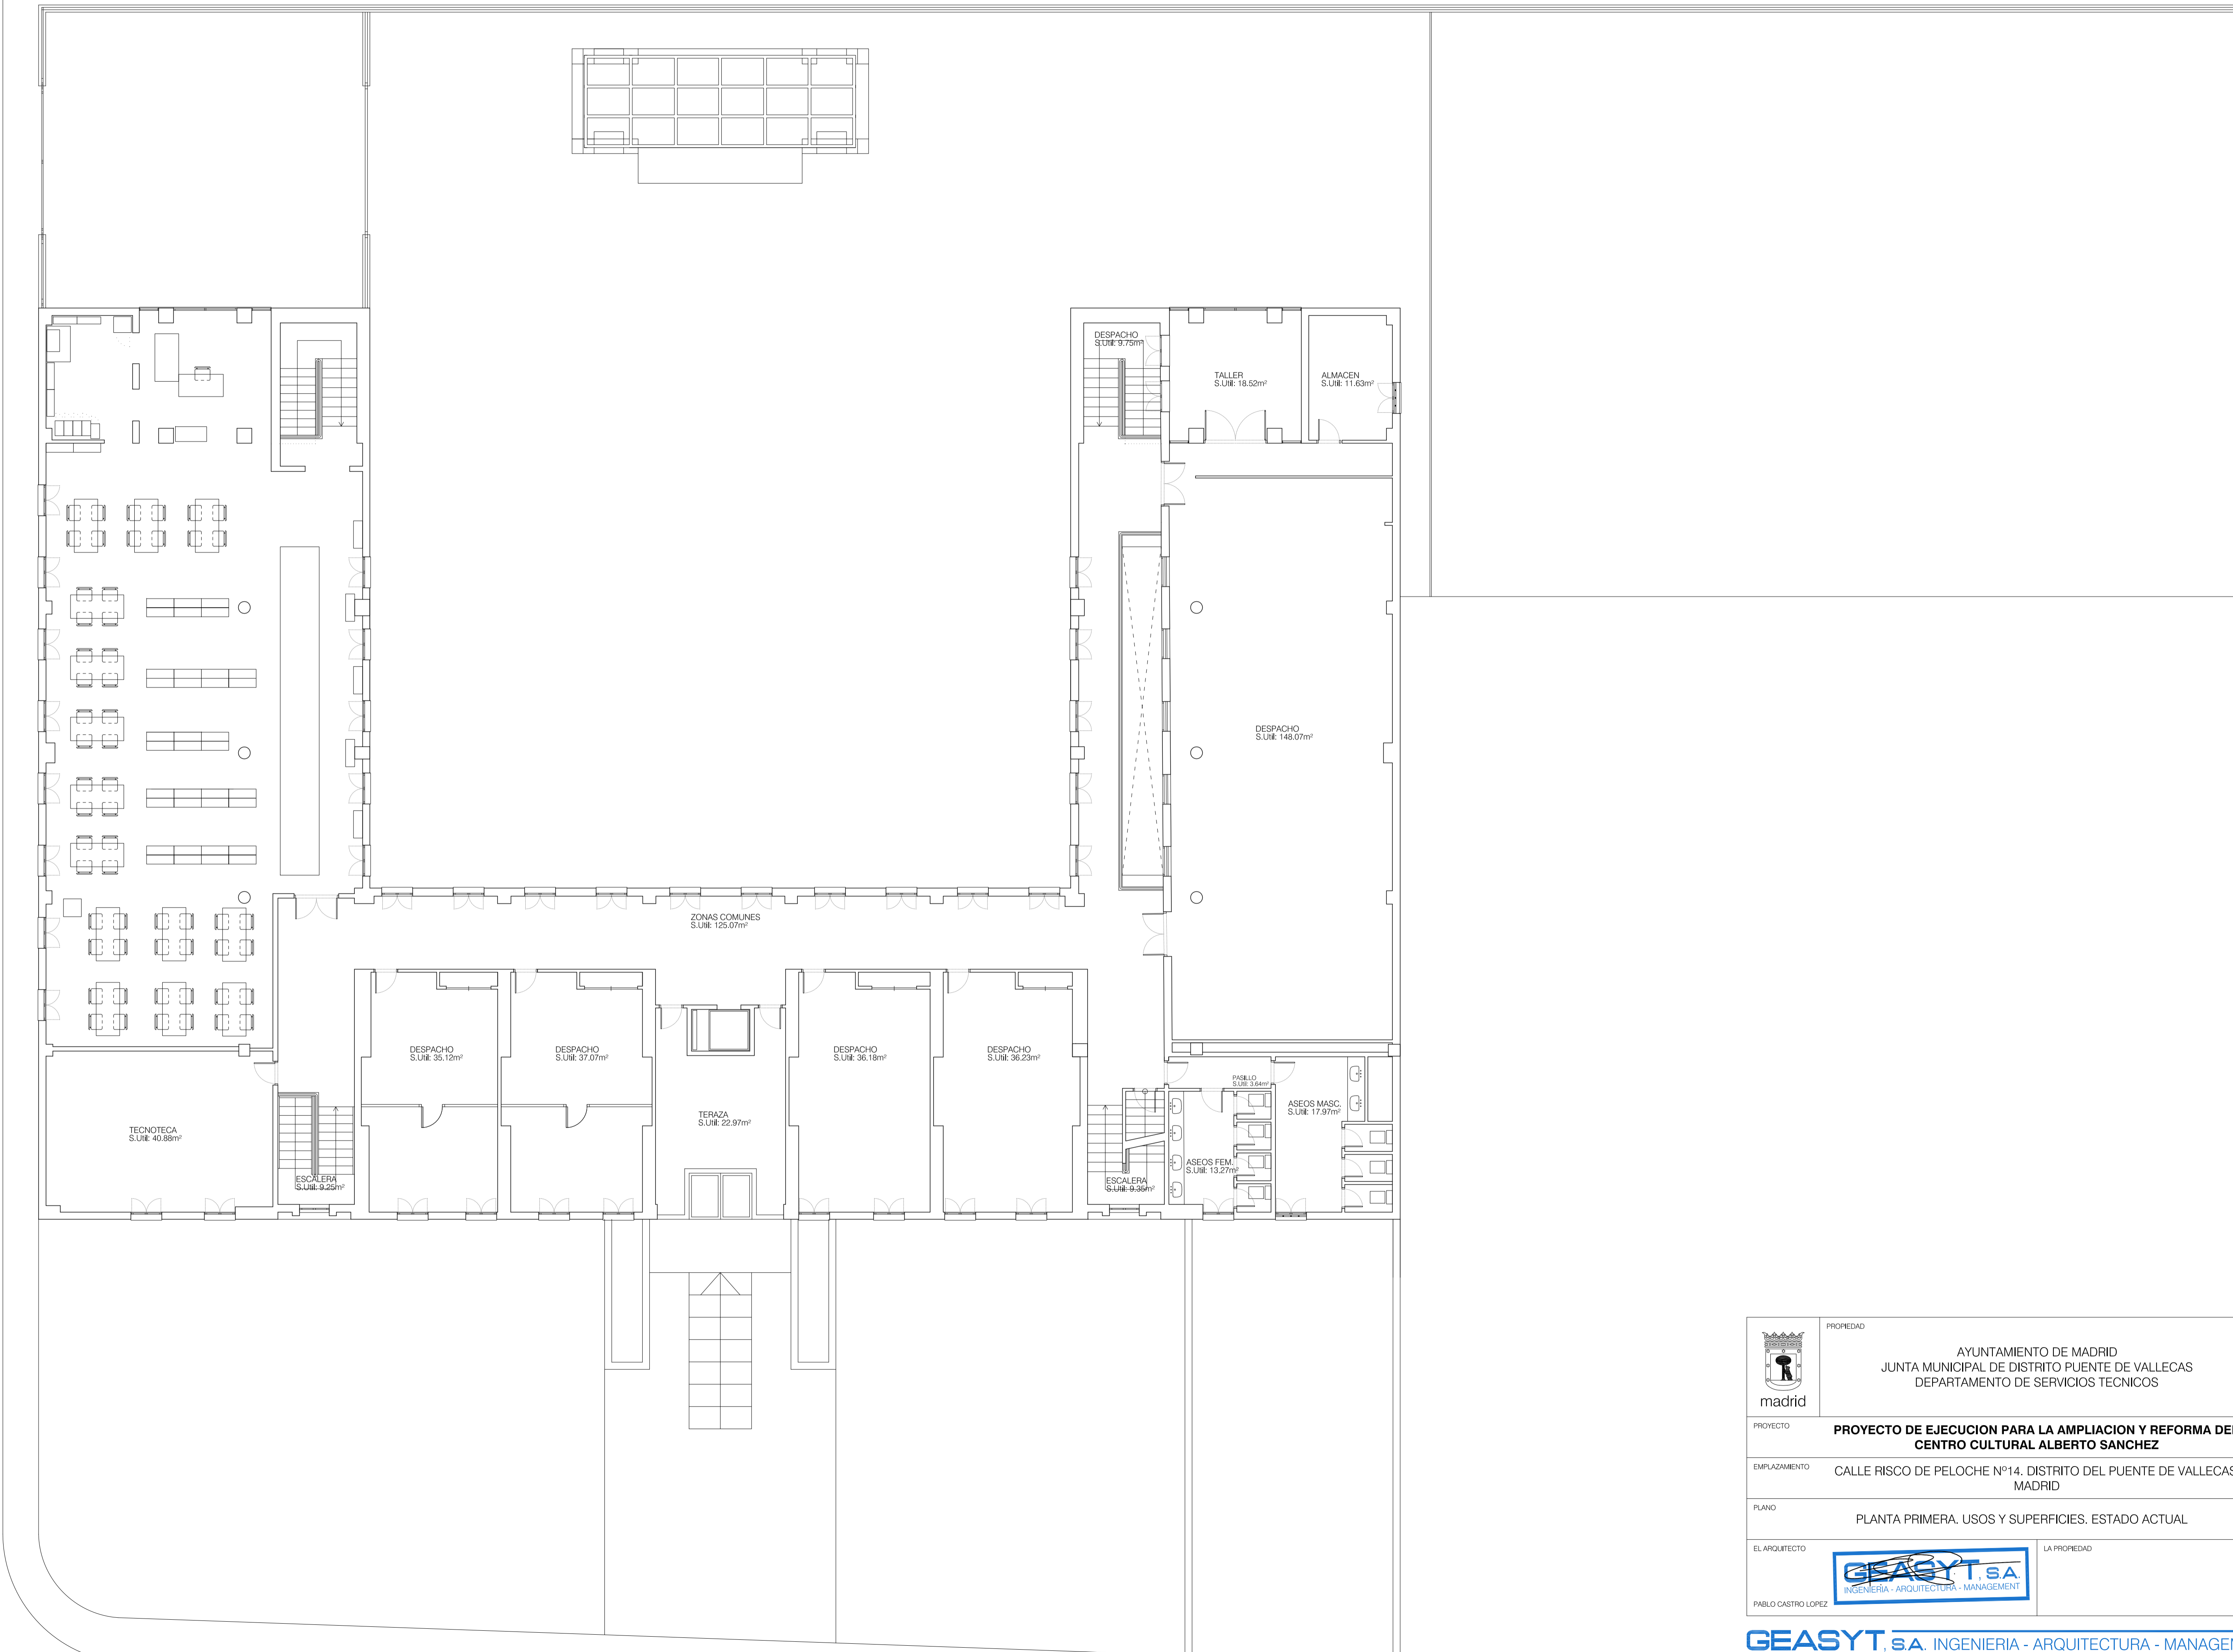 DESPACHO
S.Util: 9.75m²
TALLER
S.Util: 18.52m²
ALMACEN
S.Util: 11.63m²
DESPACHO
S.Util: 148.07m²
ZONAS COMUNES
S.Util: 125.07m²
DESPACHO
S.Util: 35.12m²
DESPACHO
S.Util: 37.07m²
DESPACHO
S.Util: 36.18m²
DESPACHO
S.Util: 36.23m²
PASILLO
S.Util: 3.64m²
ASEOS MASC.
S.Util: 17.97m²
TERAZA
S.Util: 22.97m²
TECNOTECA
S.Util: 40.88m²
ASEOS FEM.
S.Util: 13.27m²
ESCALERA
S.Util: 9.25m²
ESCALERA
S.Util: 9.35m²
madrid
PROPIEDAD
AYUNTAMIENTO DE MADRID
JUNTA MUNICIPAL DE DISTRITO PUENTE DE VALLECAS
DEPARTAMENTO DE SERVICIOS TECNICOS
PROYECTO
PROYECTO DE EJECUCION PARA LA AMPLIACION Y REFORMA DEL
CENTRO CULTURAL ALBERTO SANCHEZ
EMPLAZAMIENTO
CALLE RISCO DE PELOCHE Nº14. DISTRITO DEL PUENTE DE VALLECAS
MADRID
PLANO
PLANTA PRIMERA. USOS Y SUPERFICIES. ESTADO ACTUAL
EL ARQUITECTO
GEASYT, S.A.
INGENIERÍA - ARQUITECTURA - MANAGEMENT
PABLO CASTRO LOPEZ
LA PROPIEDAD
GEASYT, S.A. INGENIERIA - ARQUITECTURA - MANAGEM